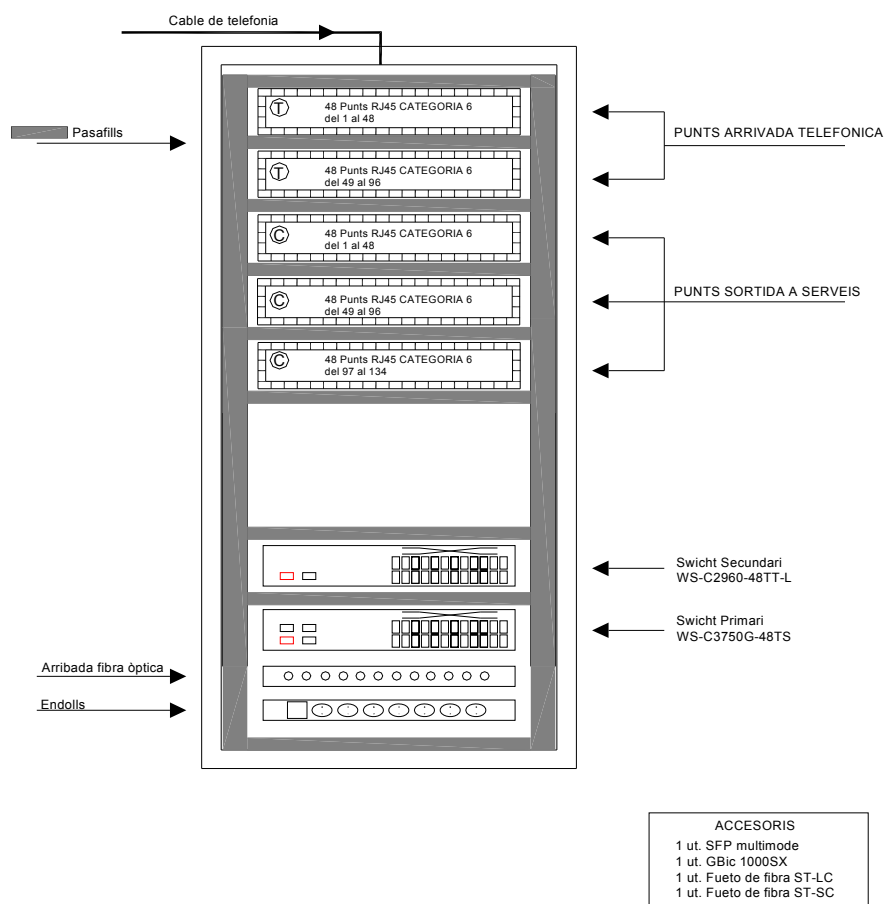 Cable de telefonia
T
48 Punts RJ45 CATEGORIA 6
del 1 al 48
Pasafills
PUNTS ARRIVADA TELEFONICA
T
48 Punts RJ45 CATEGORIA 6
del 49 al 96
C
48 Punts RJ45 CATEGORIA 6
del 1 al 48
C
48 Punts RJ45 CATEGORIA 6
del 49 al 96
PUNTS SORTIDA A SERVEIS
C
48 Punts RJ45 CATEGORIA 6
del 97 al 134
Swicht Secundari
WS-C2960-48TT-L
Swicht Primari
WS-C3750G-48TS
Arribada fibra òptica
Endolls
ACCESORIS
1 ut. SFP multimode
1 ut. GBic 1000SX
1 ut. Fueto de fibra ST-LC
1 ut. Fueto de fibra ST-SC